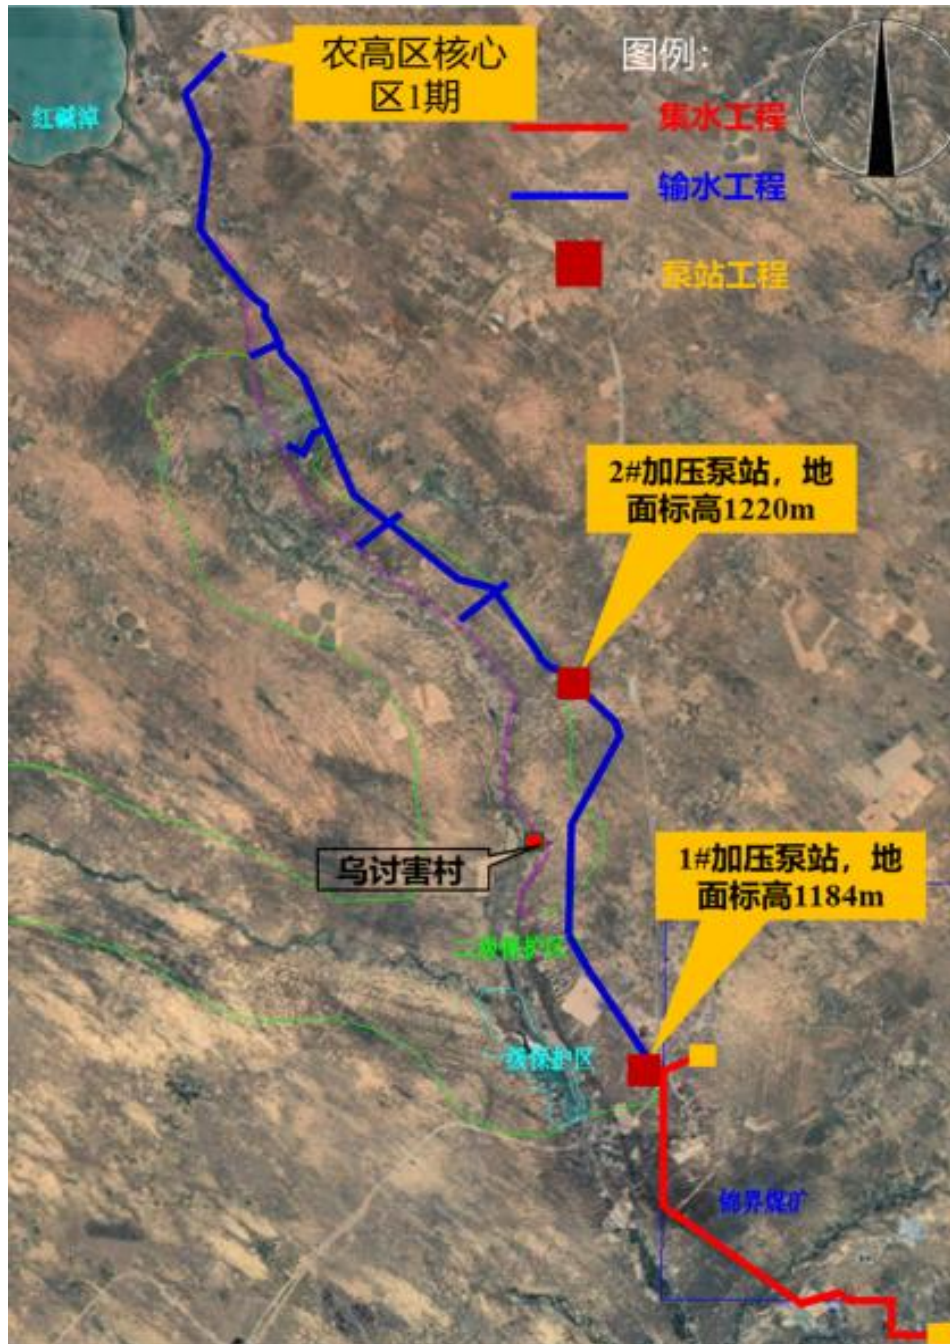 农高区核心
区1期
图例：
红碱淖
集水工程
输水工程
泵站工程
2#加压泵站，地
面标高1220m
乌讨害村
1#加压泵站，地
面标高1184m
二级保护区
一级保护区
锦界煤矿